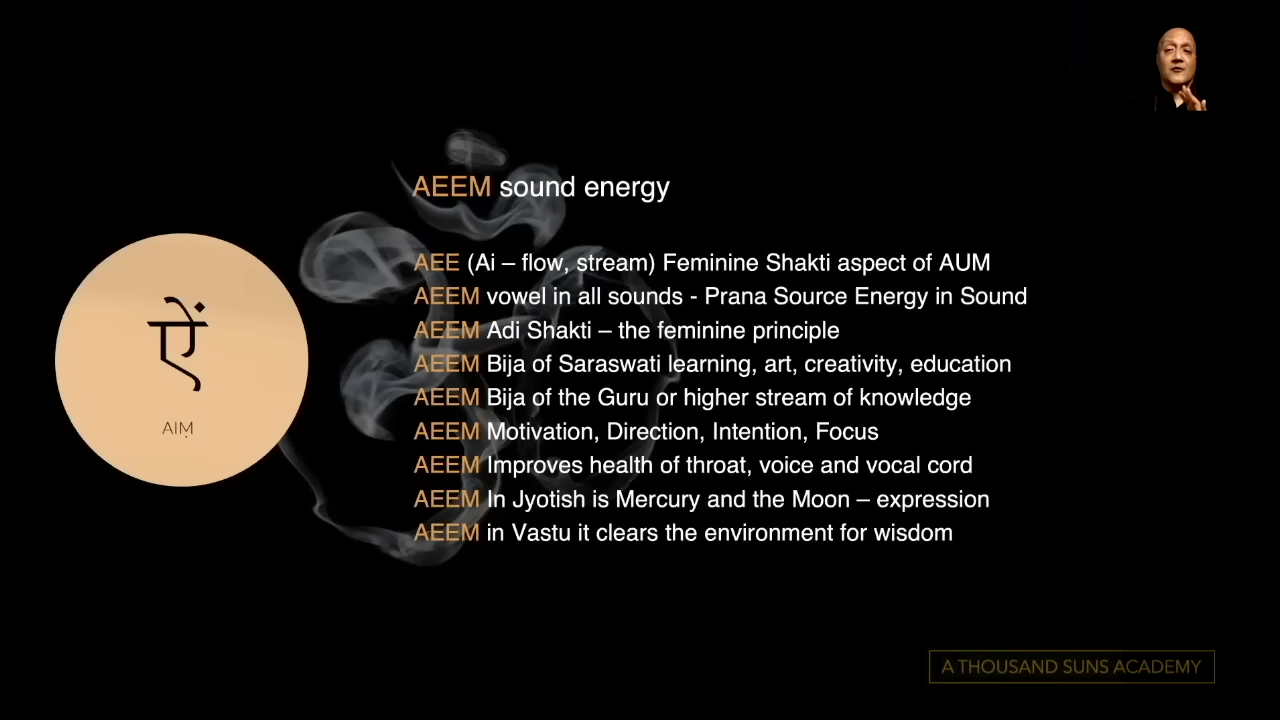 AEEM sound energy
AEE (Ai – flow, stream) Feminine Shakti aspect of AUM
AEEM vowel in all sounds - Prana Source Energy in Sound
AEEM Adi Shakti – the feminine principle
AEEM Bija of Saraswati learning, art, creativity, education
AEEM Bija of the Guru or higher stream of knowledge
AEEM Motivation, Direction, Intention, Focus
AEEM Improves health of throat, voice and vocal cord
AEEM In Jyotish is Mercury and the Moon – expression
AEEM in Vastu it clears the environment for wisdom
ऐं
AIṂ
A THOUSAND SUNS ACADEMY